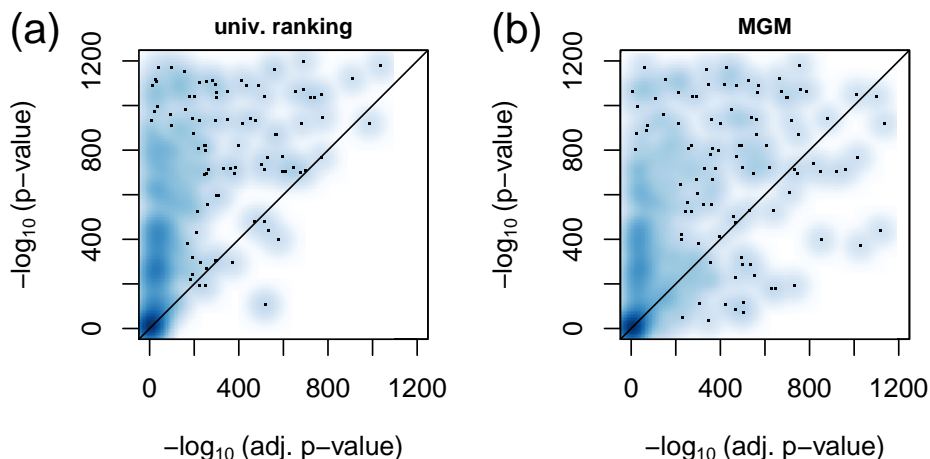 (a)
univ. ranking
1200
800
400
0
−log10 (p−value)
0 400 800 1200
−log10 (adj. p−value)
(b)
MGM
1200
800
400
0
−log10 (p−value)
0 400 800 1200
−log10 (adj. p−value)